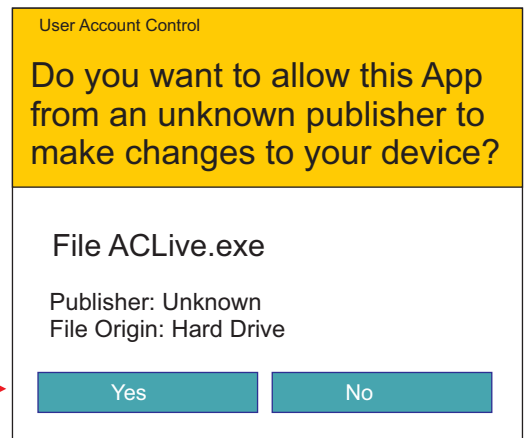 User Account Control
Do you want to allow this App
from an unknown publisher to
make changes to your device?
File ACLive.exe
Publisher: Unknown
File Origin: Hard Drive
Yes No